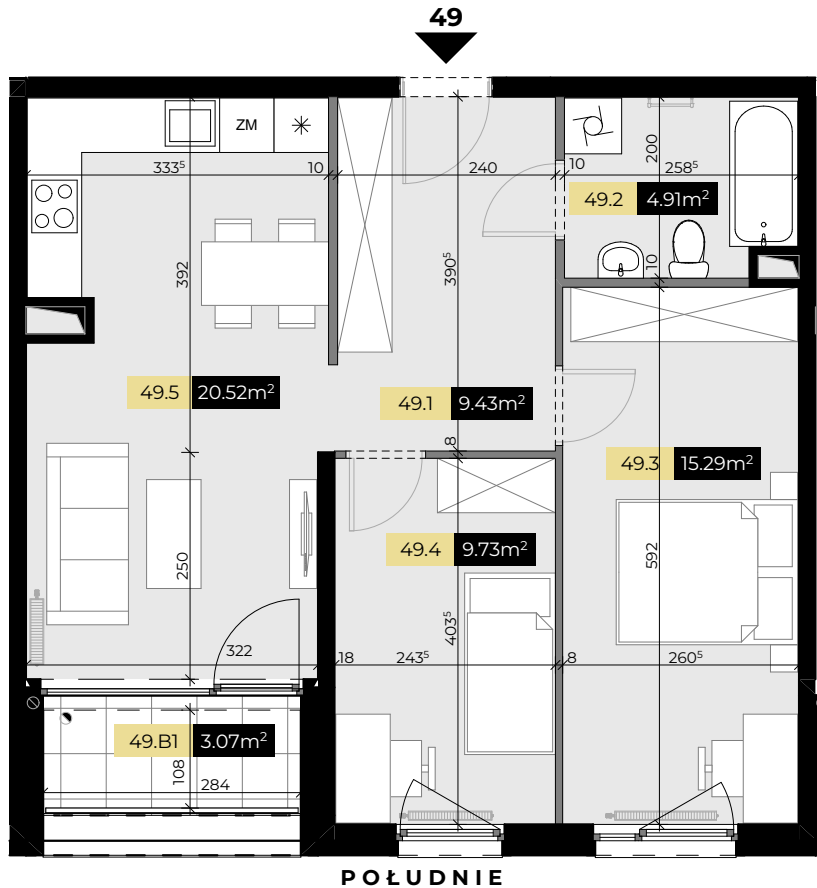 49
ZM
333⁵
10
240
10
200
258⁵
49.2 4.91m²
392
390⁵
10
49.5 20.52m²
49.1 9.43m²
8
49.3 15.29m²
49.4 9.73m²
250
592
403⁵
322
18
243⁵
8
260⁵
49.B1 3.07m²
108
284
POŁUDNIE